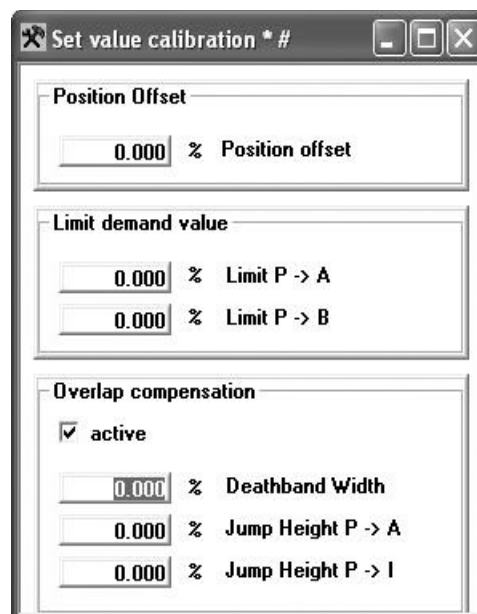 Set value calibration * #
Position Offset
0.000 % Position offset
Limit demand value
0.000 % Limit P -> A
0.000 % Limit P -> B
Overlap compensation
active
0.000 % Deathband Width
0.000 % Jump Height P -> A
0.000 % Jump Height P -> I